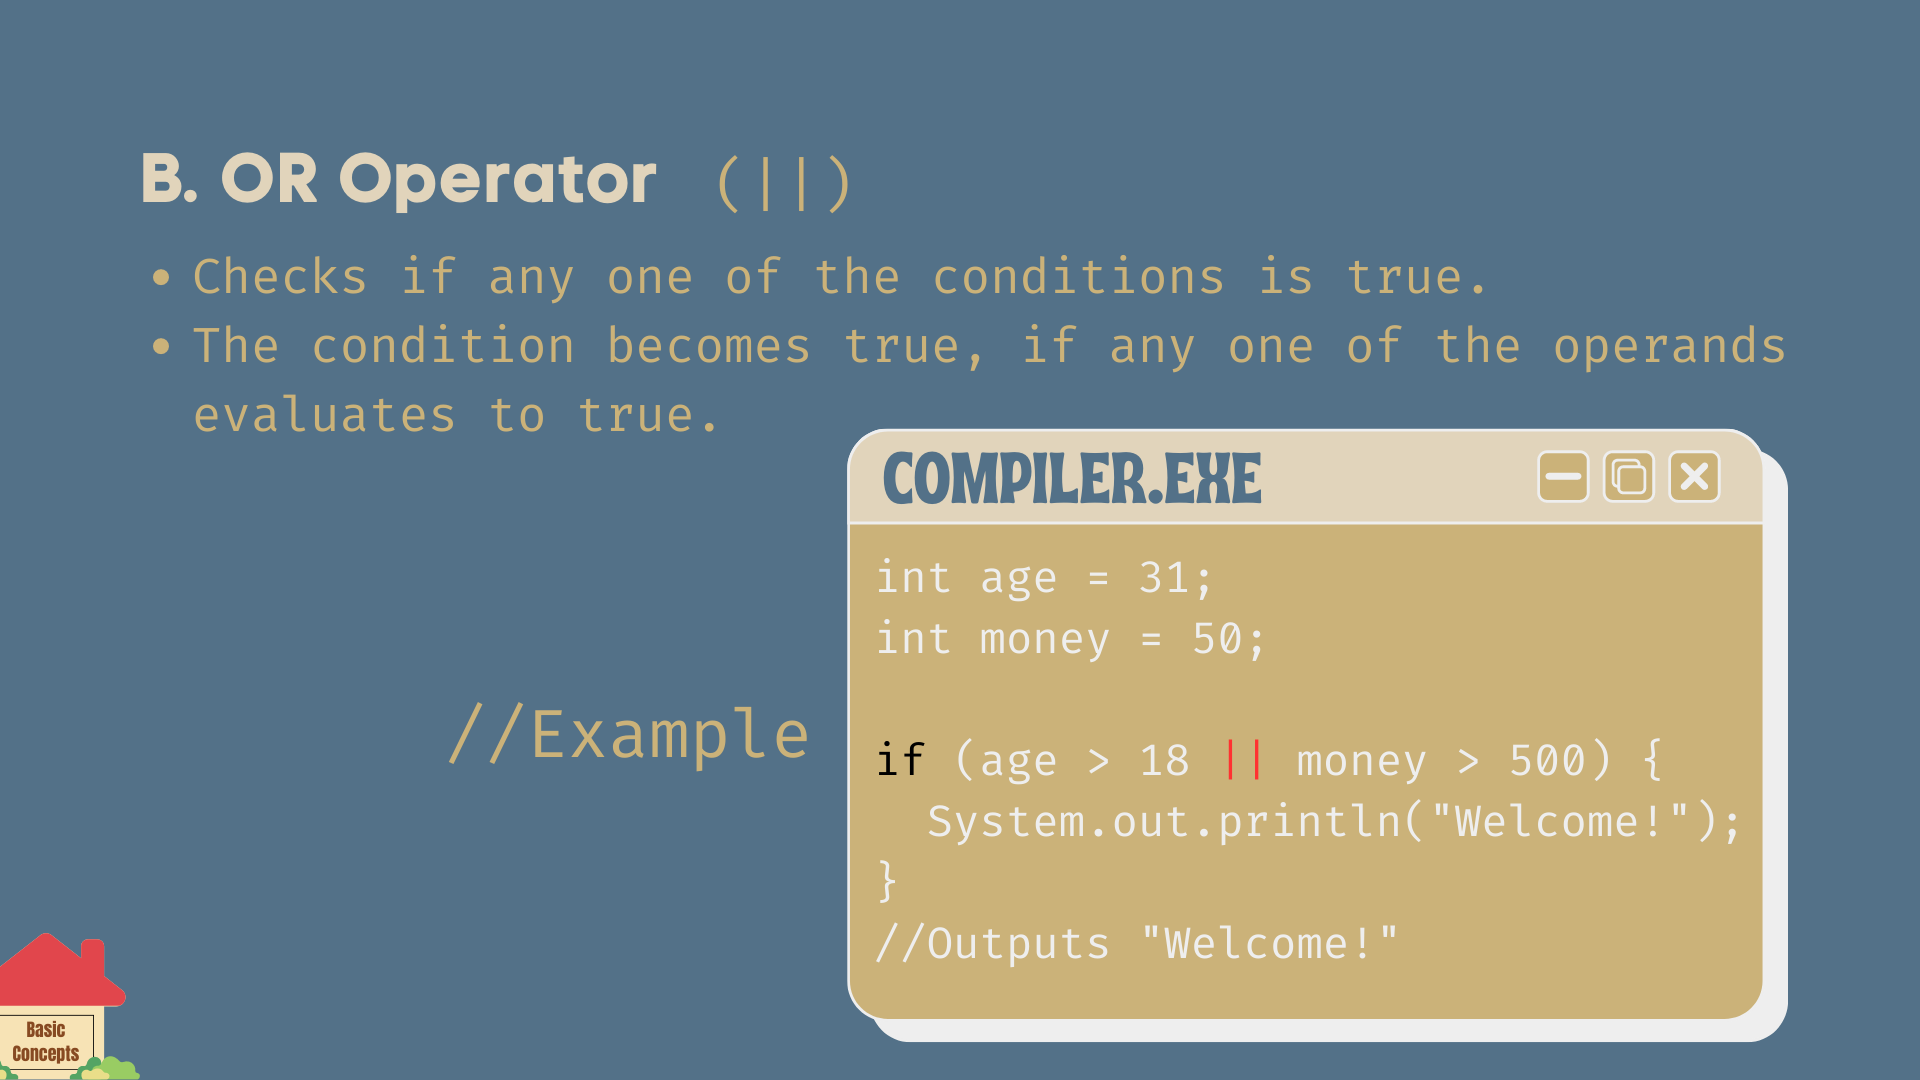 B. OR Operator (||)
• Checks if any one of the conditions is true.
• The condition becomes true, if any one of the operands
evaluates to true.
COMPILER.EXE
int age = 31;
int money = 50;
//Example
if (age > 18 || money > 500) {
  System.out.println("Welcome!");
}
//Outputs "Welcome!"
Basic
Concepts